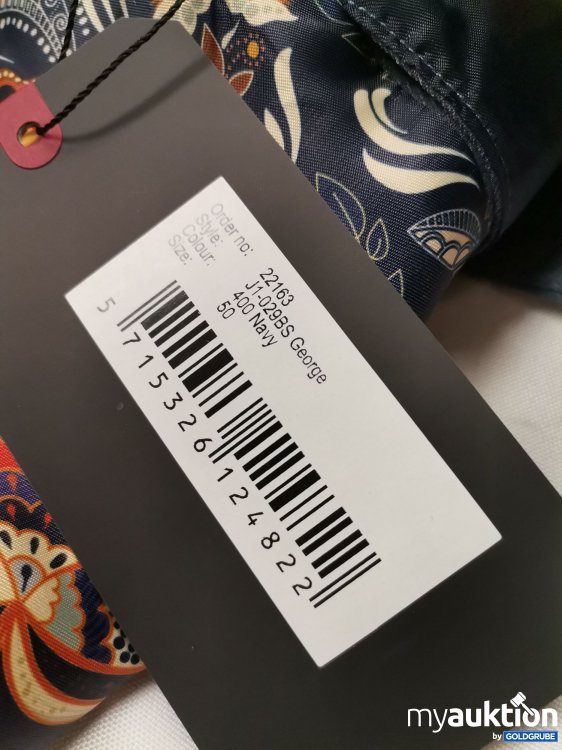 Order no: 22163
Style: J1-029BS George
Colour: 400 Navy
Size: 50
5 715326 124822
myauktion
by GOLDGRUBE